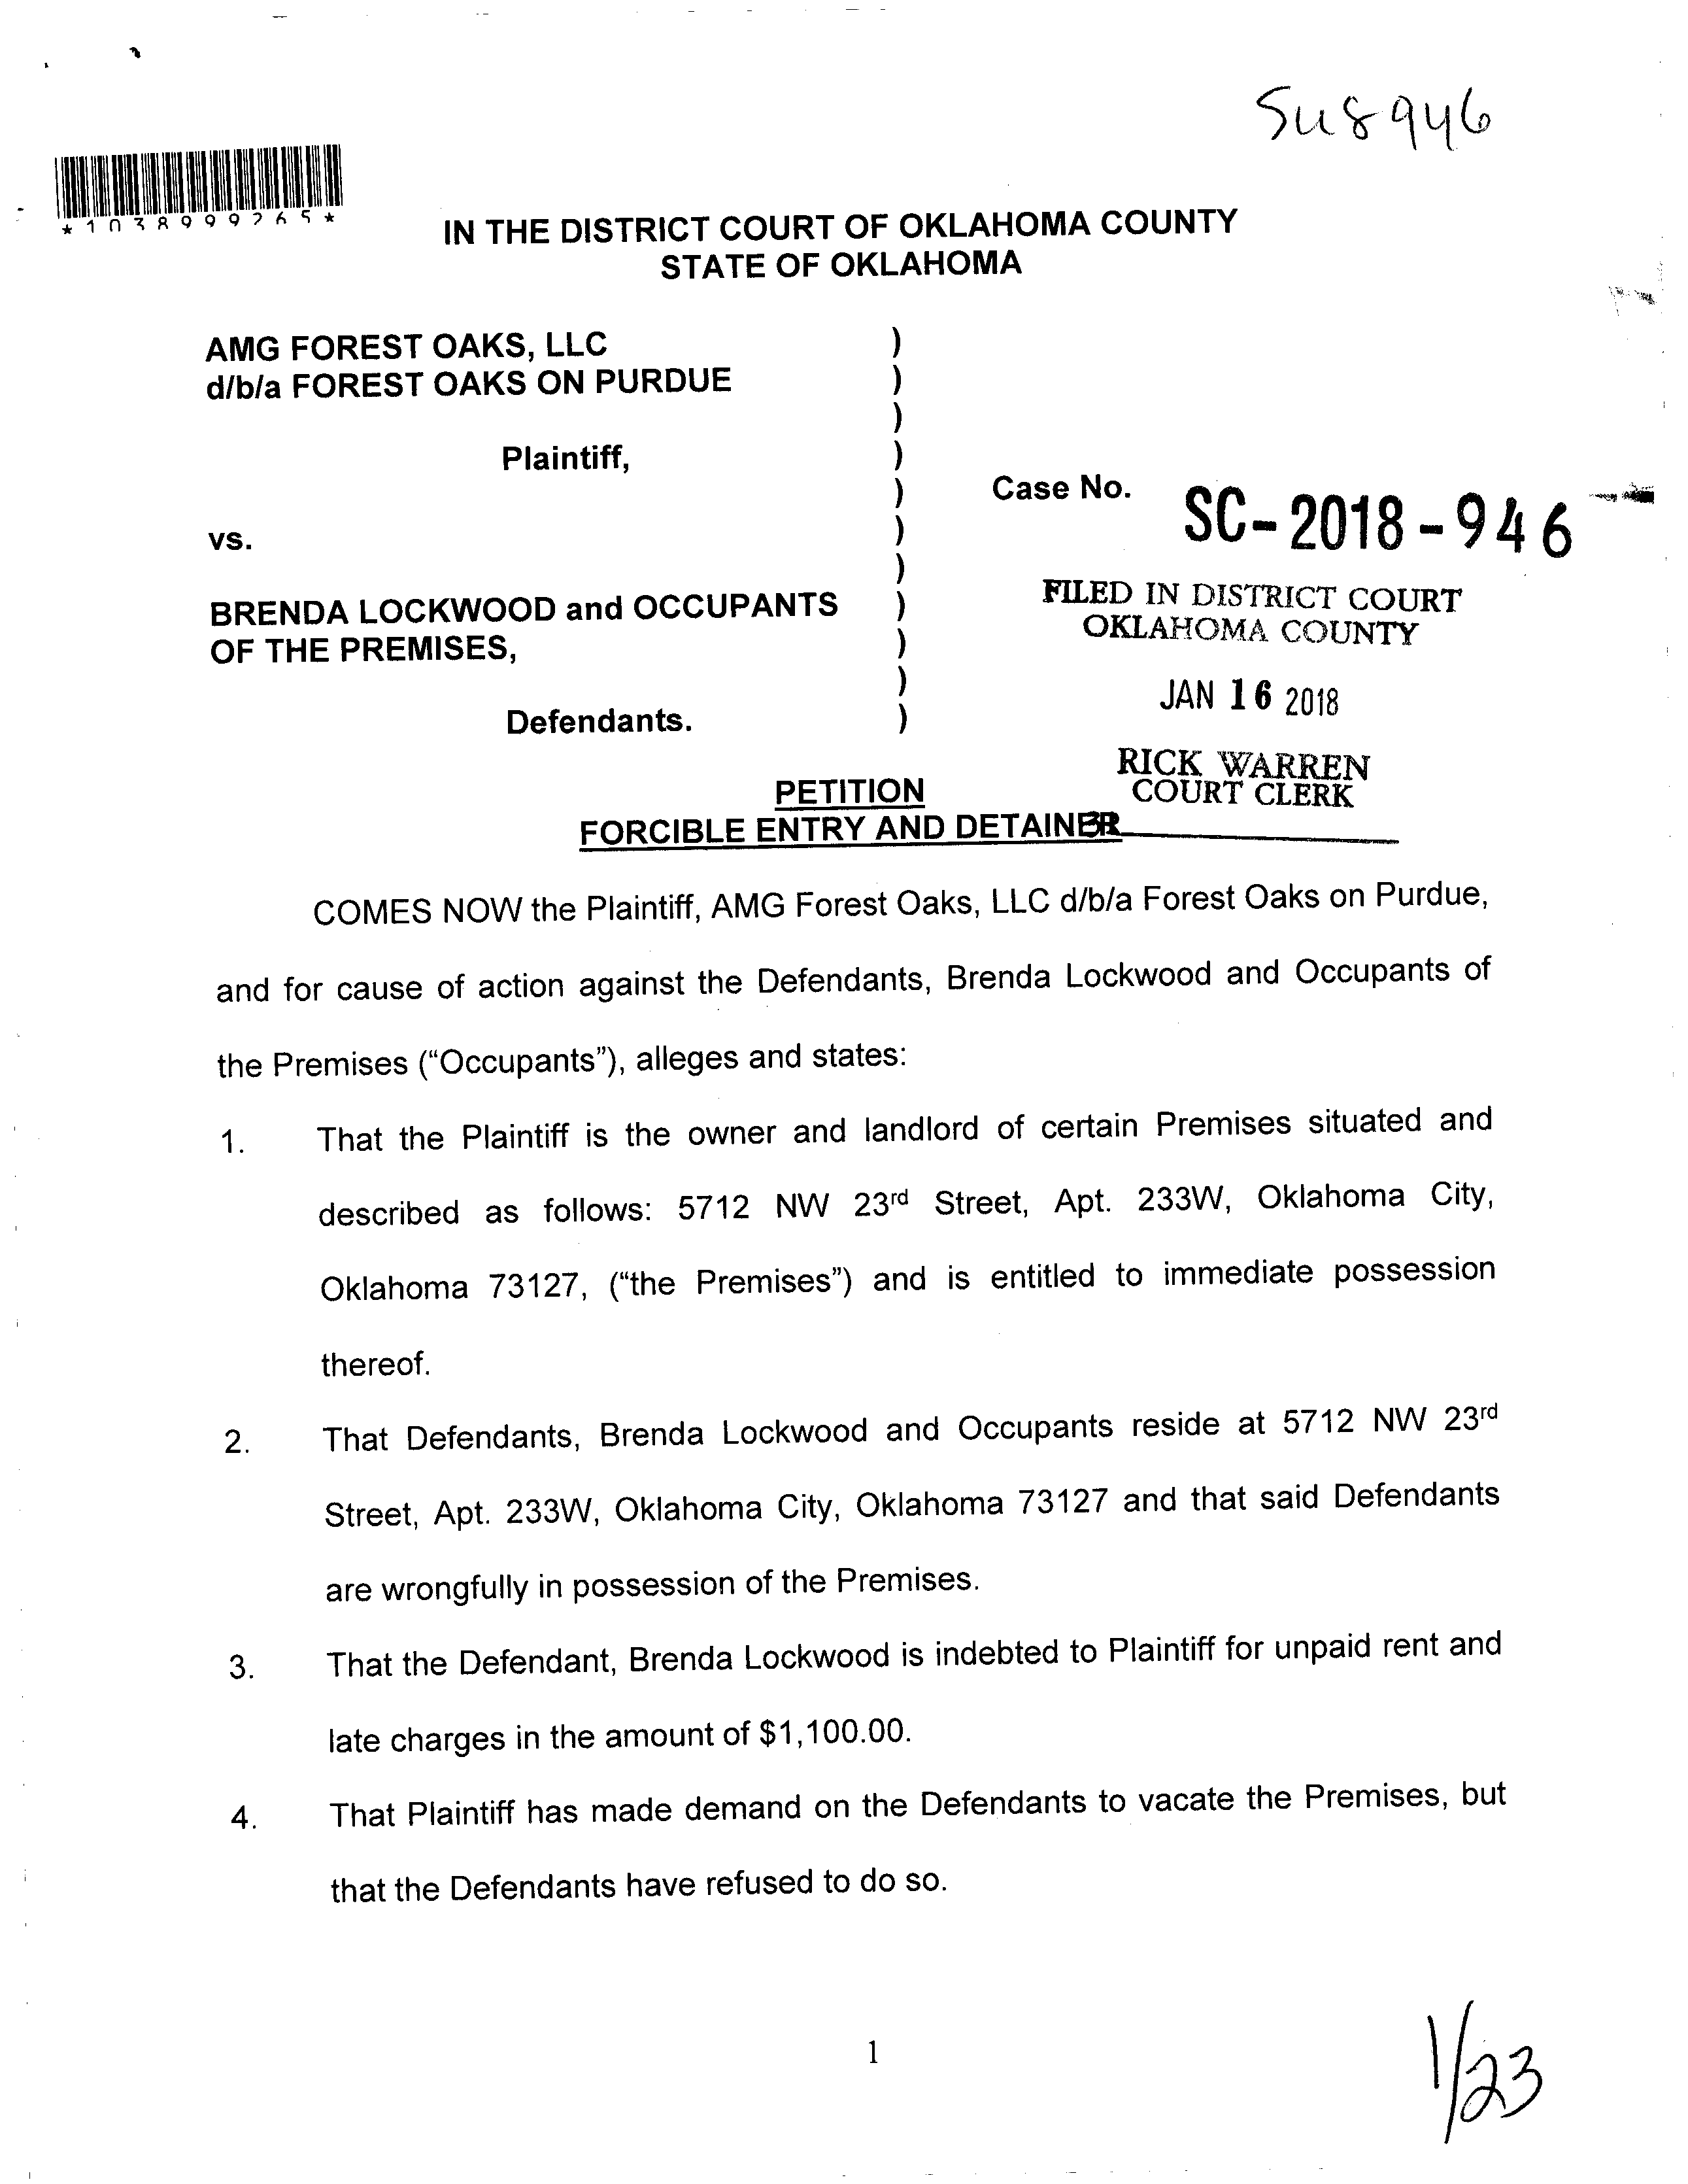 Su8946
*1038999265*
IN THE DISTRICT COURT OF OKLAHOMA COUNTY
STATE OF OKLAHOMA
AMG FOREST OAKS, LLC )
d/b/a FOREST OAKS ON PURDUE )
)
Plaintiff, )
) Case No. SC-2018-946
vs. )
)
BRENDA LOCKWOOD and OCCUPANTS ) FILED IN DISTRICT COURT
OF THE PREMISES, ) OKLAHOMA COUNTY
) JAN 16 2018
Defendants. )
RICK WARREN
PETITION COURT CLERK
FORCIBLE ENTRY AND DETAINER
COMES NOW the Plaintiff, AMG Forest Oaks, LLC d/b/a Forest Oaks on Purdue,
and for cause of action against the Defendants, Brenda Lockwood and Occupants of
the Premises (“Occupants”), alleges and states:
1. That the Plaintiff is the owner and landlord of certain Premises situated and
described as follows: 5712 NW 23rd Street, Apt. 233W, Oklahoma City,
Oklahoma 73127, (“the Premises”) and is entitled to immediate possession
thereof.
2. That Defendants, Brenda Lockwood and Occupants reside at 5712 NW 23rd
Street, Apt. 233W, Oklahoma City, Oklahoma 73127 and that said Defendants
are wrongfully in possession of the Premises.
3. That the Defendant, Brenda Lockwood is indebted to Plaintiff for unpaid rent and
late charges in the amount of $1,100.00.
4. That Plaintiff has made demand on the Defendants to vacate the Premises, but
that the Defendants have refused to do so.
1
1/23